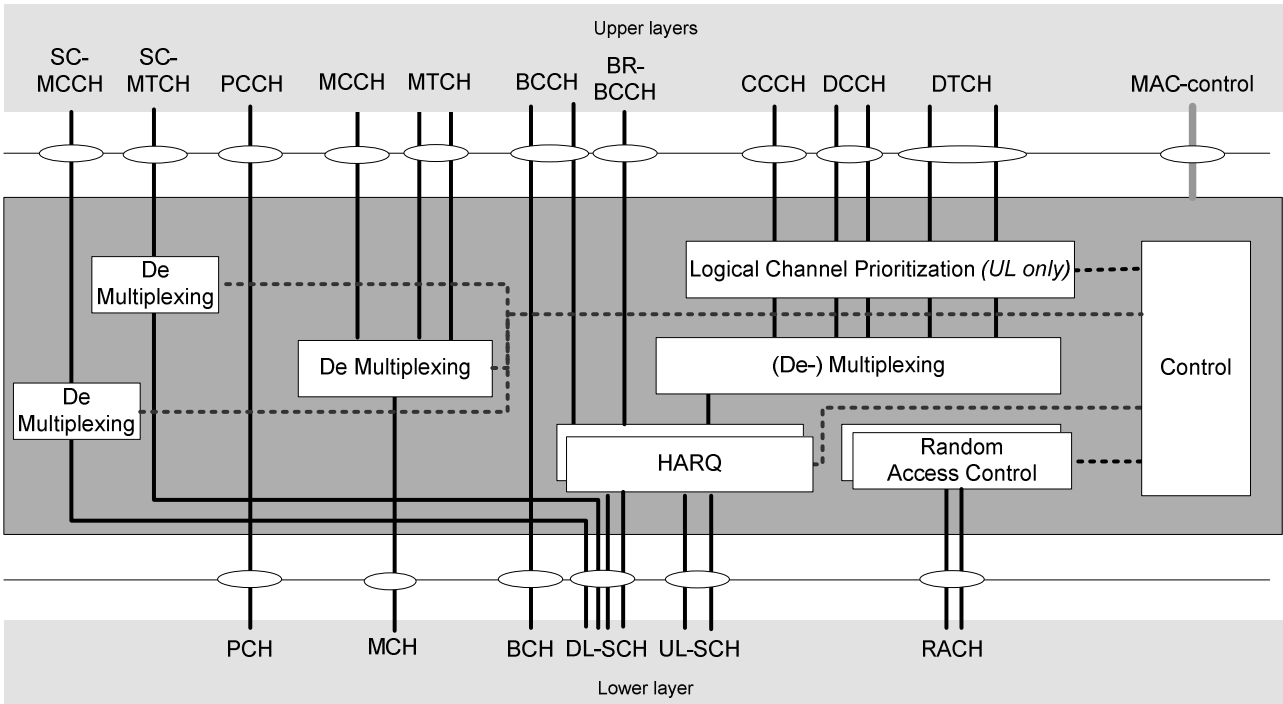 Upper layers
SC-
MCCH
SC-
MTCH
PCCH
MCCH
MTCH
BCCH
BR-
BCCH
CCCH
DCCH
DTCH
MAC-control
De
Multiplexing
Logical Channel Prioritization (UL only)
De Multiplexing
(De-) Multiplexing
Control
De
Multiplexing
HARQ
Random
Access Control
PCH
MCH
BCH
DL-SCH
UL-SCH
RACH
Lower layer